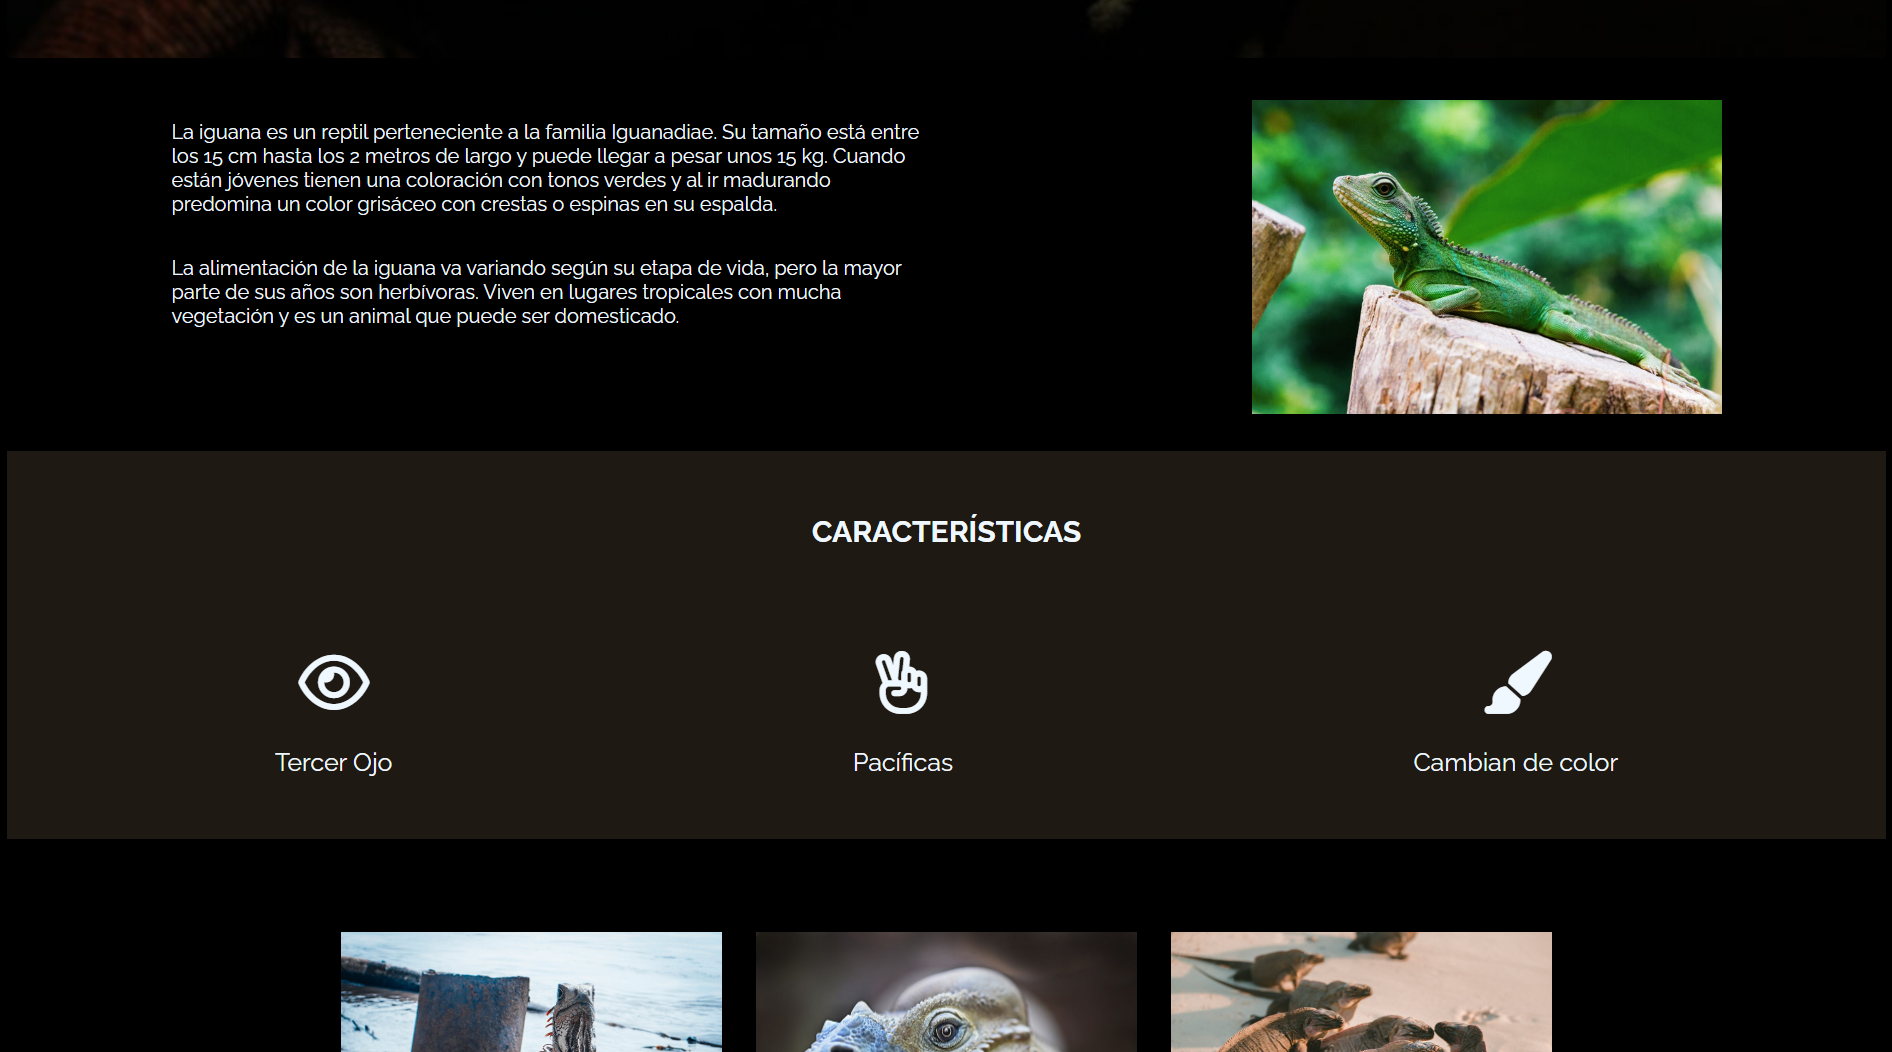 La iguana es un reptil perteneciente a la familia Iguanadiae. Su tamaño está entre
los 15 cm hasta los 2 metros de largo y puede llegar a pesar unos 15 kg. Cuando
están jóvenes tienen una coloración con tonos verdes y al ir madurando
predomina un color grisáceo con crestas o espinas en su espalda.
La alimentación de la iguana va variando según su etapa de vida, pero la mayor
parte de sus años son herbívoras. Viven en lugares tropicales con mucha
vegetación y es un animal que puede ser domesticado.
CARACTERÍSTICAS
Tercer Ojo
Pacíficas
Cambian de color